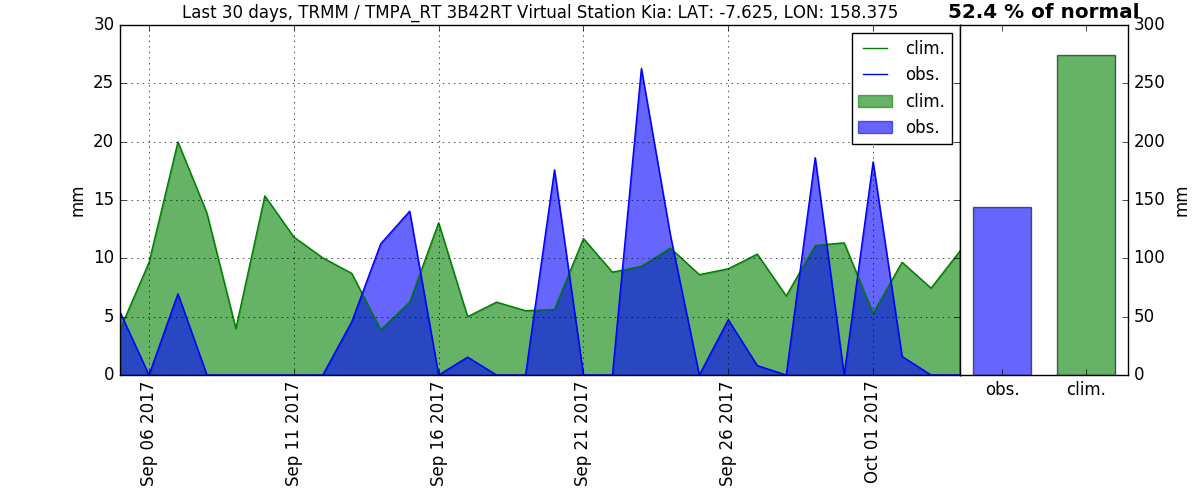 Last 30 days, TRMM / TMPA_RT 3B42RT Virtual Station Kia: LAT: -7.625, LON: 158.375
52.4 % of normal
30
25
20
15
10
5
0
mm
clim.
obs.
clim.
obs.
300
250
200
150
100
50
0
mm
Sep 06 2017
Sep 11 2017
Sep 16 2017
Sep 21 2017
Sep 26 2017
Oct 01 2017
obs.
clim.